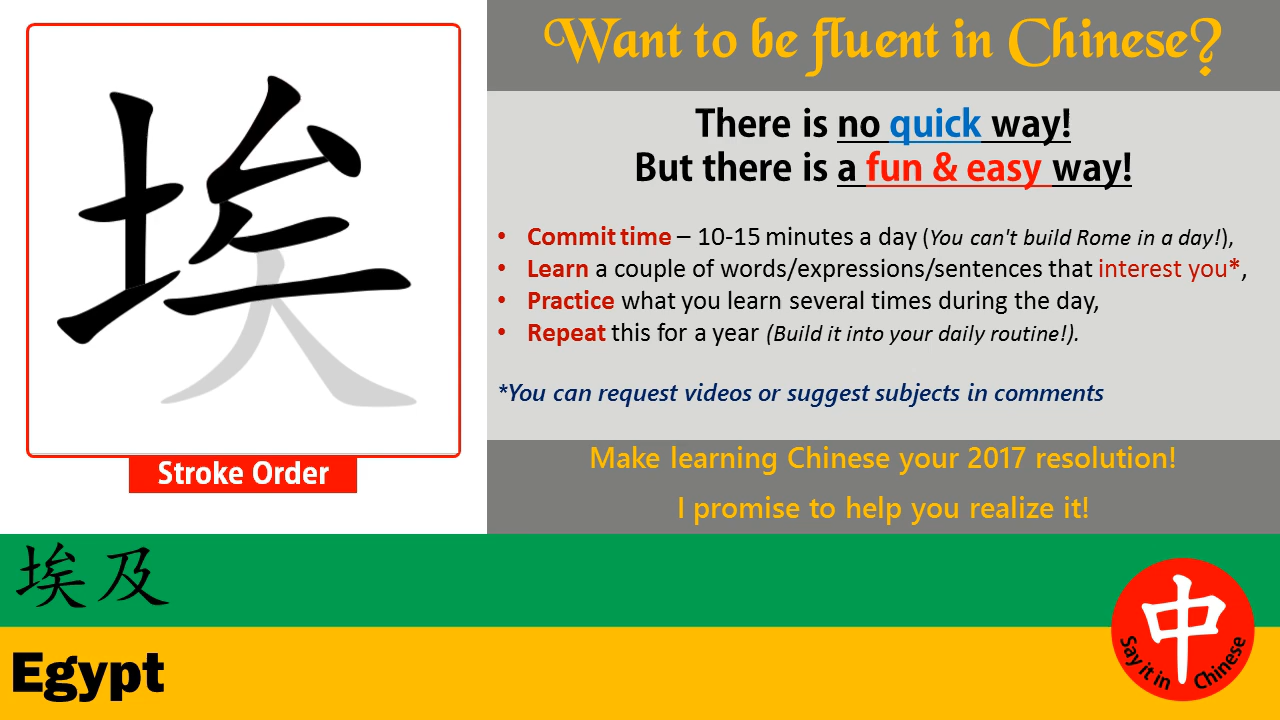 埃
Stroke Order
Want to be fluent in Chinese?
There is no quick way!
But there is a fun & easy way!
• Commit time – 10-15 minutes a day (You can't build Rome in a day!),
• Learn a couple of words/expressions/sentences that interest you*,
• Practice what you learn several times during the day,
• Repeat this for a year (Build it into your daily routine!).
*You can request videos or suggest subjects in comments
Make learning Chinese your 2017 resolution!
I promise to help you realize it!
埃及
Egypt
中
Say it in Chinese